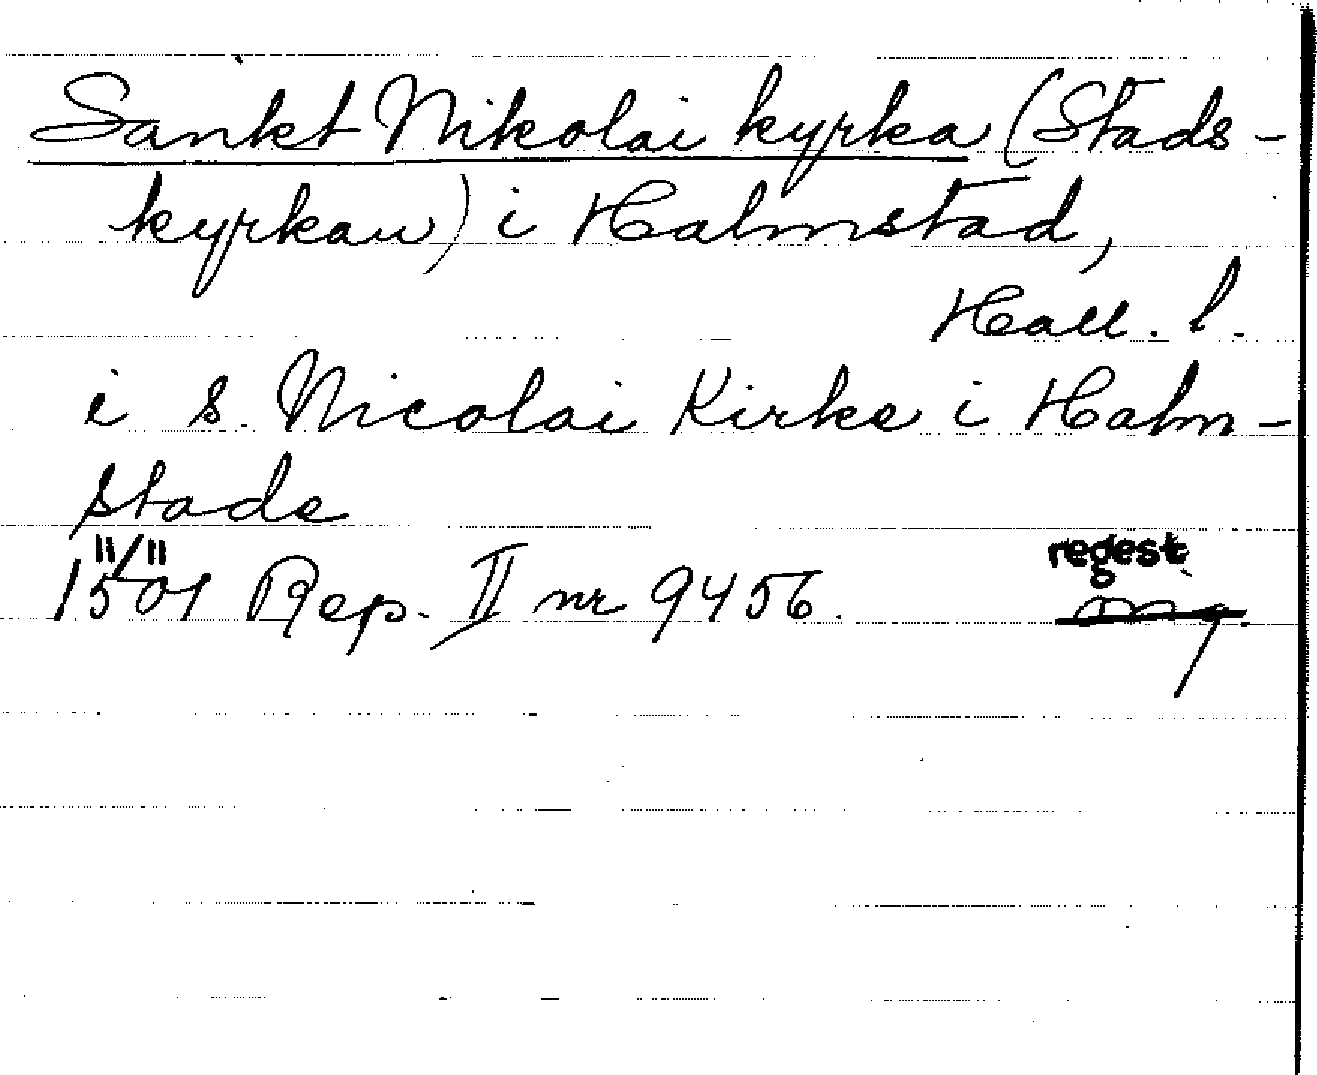 Sankt Nikolai kyrka (Stads-
kyrkan) i Halmstad,
Hall. l.
i s. Nicolai Kirke i Halm-
stade
11/11
1501 Rep. II nr 9456.
regest